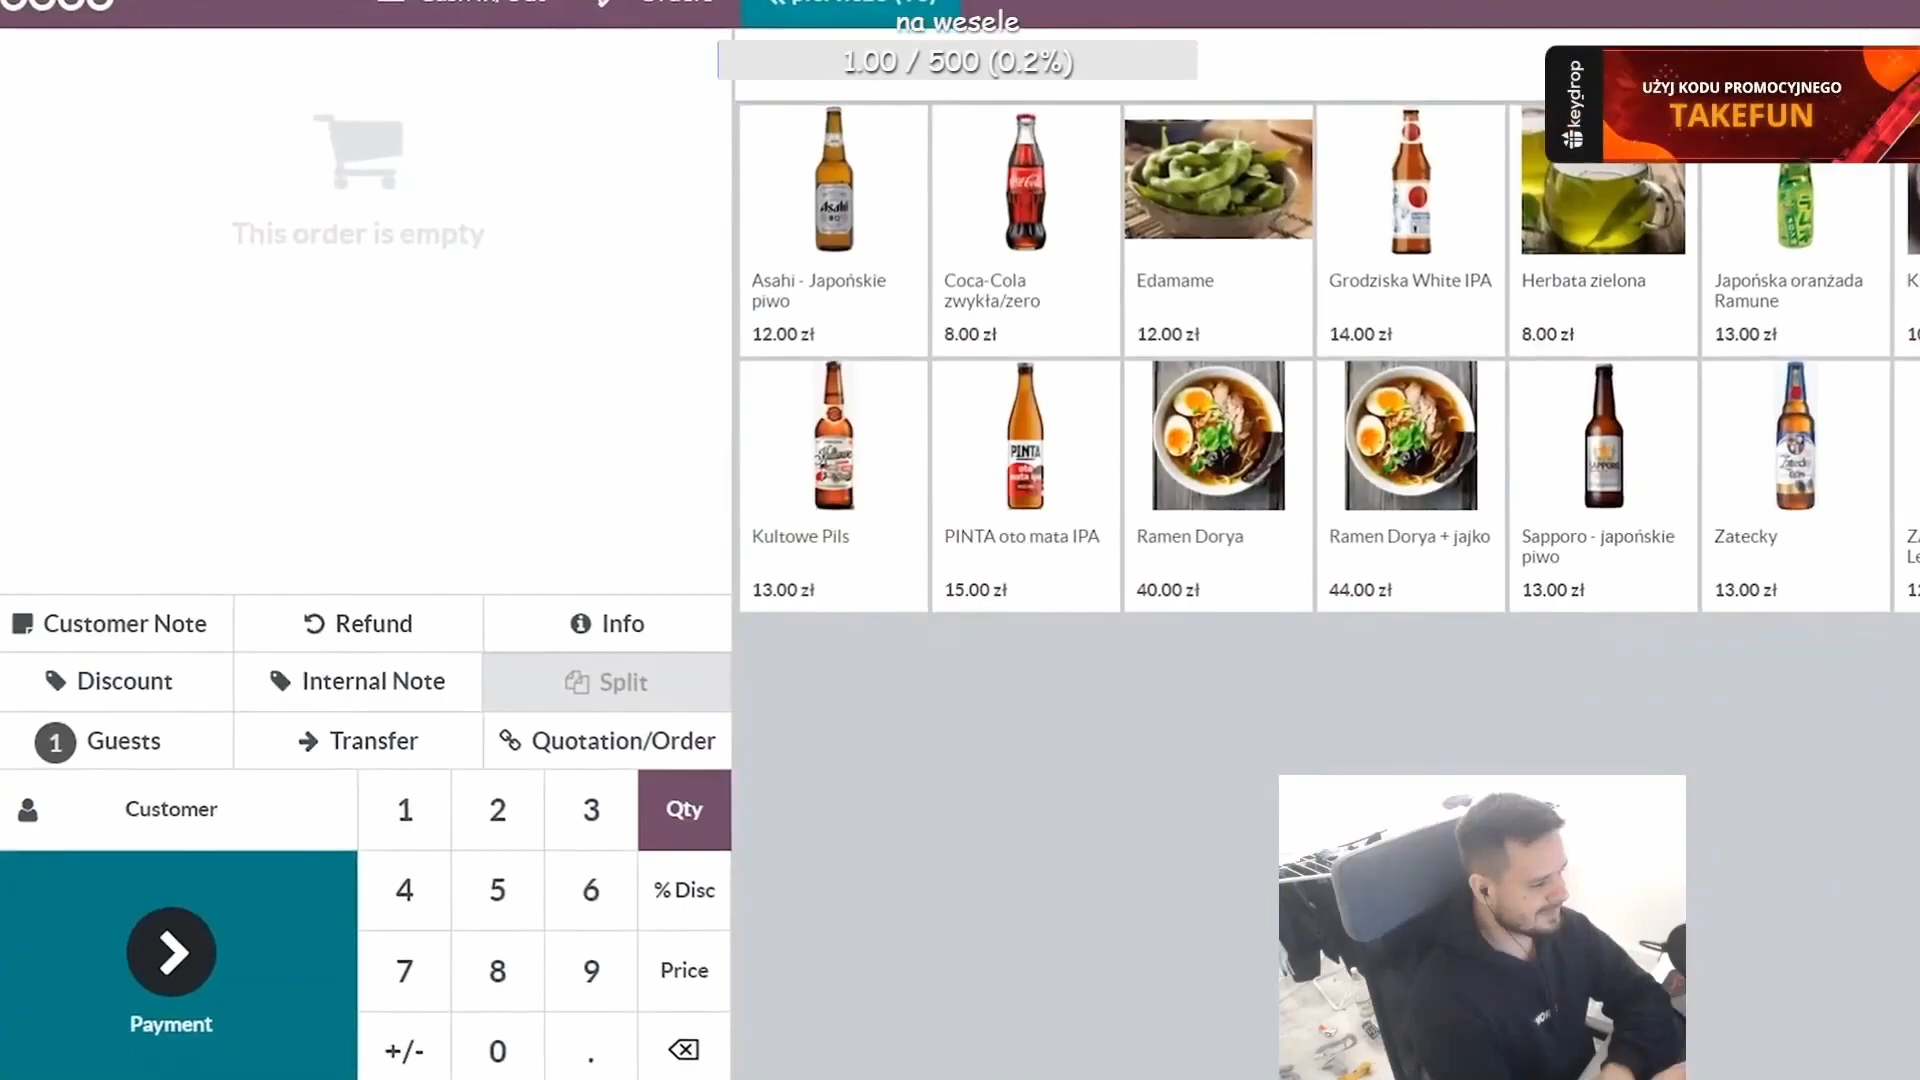 na wesele
1.00 / 500 (0.2%)
keydrop
UŻYJ KODU PROMOCYJNEGO
TAKEFUN
This order is empty
Asahi - Japońskie
piwo
12.00 zł
Coca-Cola
zwykła/zero
8.00 zł
Edamame
12.00 zł
Grodziska White IPA
14.00 zł
Herbata zielona
8.00 zł
Japońska oranżada
Ramune
13.00 zł
Kultowe Pils
13.00 zł
PINTA
PINTA oto mata IPA
15.00 zł
Ramen Dorya
40.00 zł
Ramen Dorya + jajko
44.00 zł
Sapporo - japońskie
piwo
13.00 zł
Zatecky
13.00 zł
Customer Note
Refund
Info
Discount
Internal Note
Split
1 Guests
Transfer
Quotation/Order
Customer
1 2 3 Qty
4 5 6 % Disc
7 8 9 Price
+/- 0 .
Payment